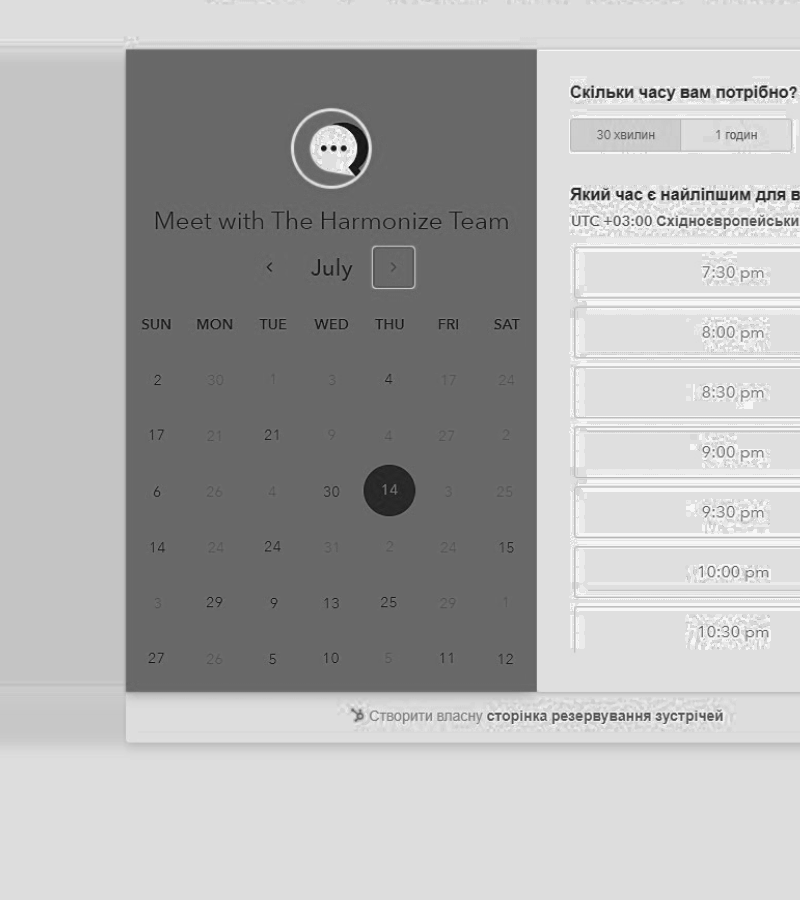 Meet with The Harmonize Team
‹ July ›
SUN MON TUE WED THU FRI SAT
2 30 1 3 4 17 24
17 21 21 9 4 27 2
6 26 4 30 14 3 25
14 24 24 31 2 24 15
3 29 9 13 25 29 1
27 26 5 10 5 11 12
Скільки часу вам потрібно?
30 хвилин 1 годин
Який час є найліпшим для в
UTC +03:00 Східноєвропейськи
7:30 pm
8:00 pm
8:30 pm
9:00 pm
9:30 pm
10:00 pm
10:30 pm
Створити власну сторінка резервування зустрічей